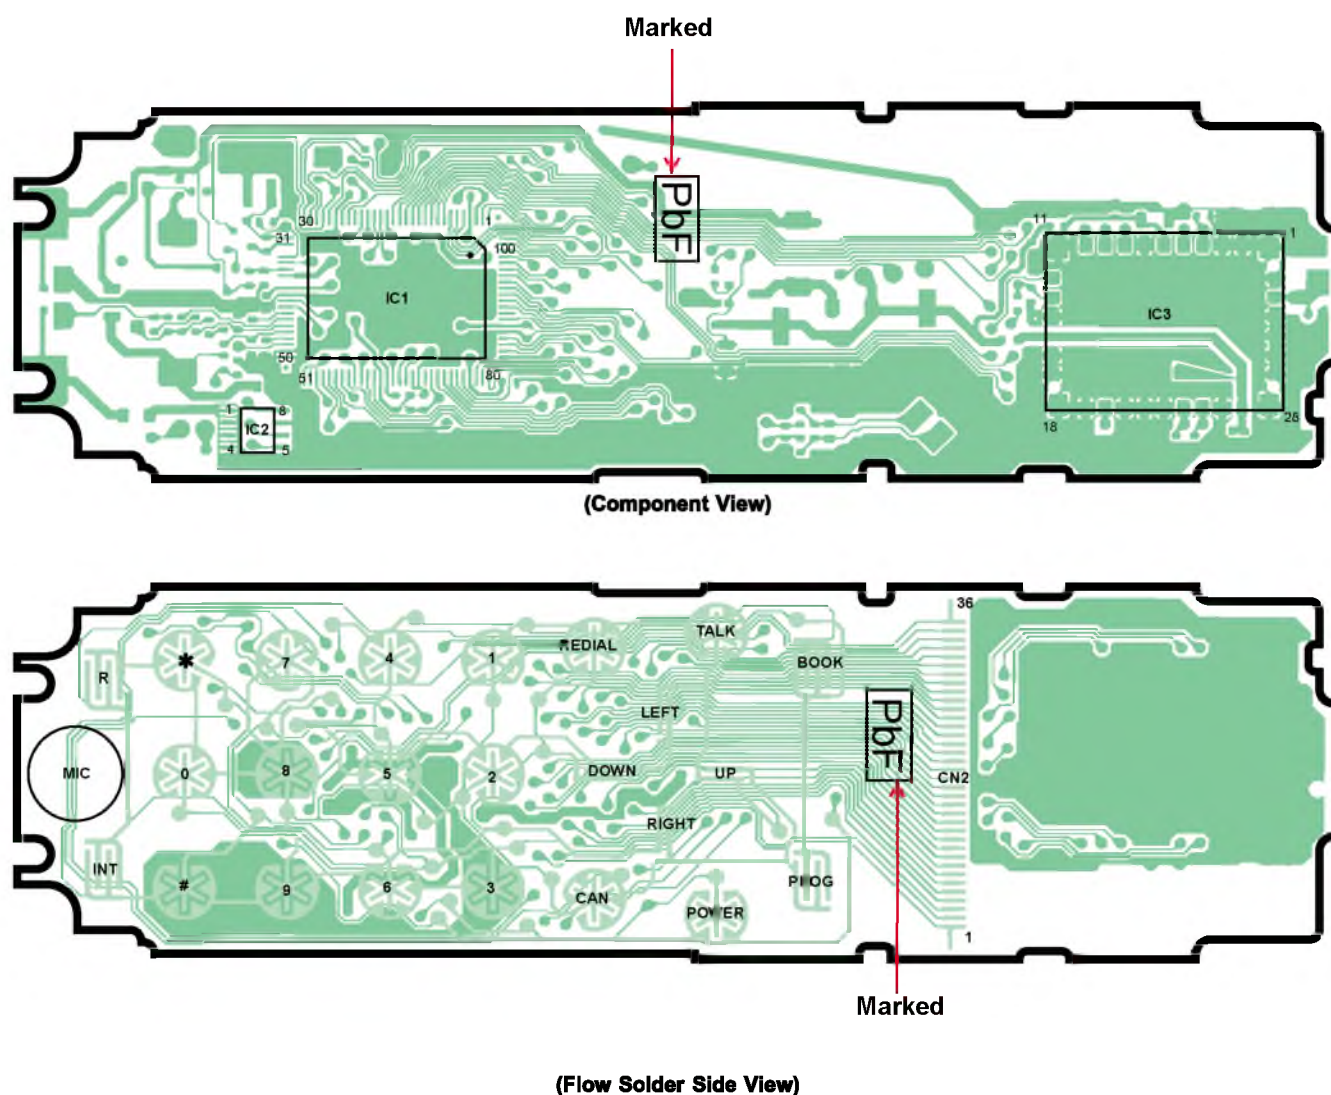 Marked
PbF
30
1
31
100
11
1
IC1
IC3
50
51
80
1
8
IC2
4
5
18
28
(Component View)
36
TALK
REDIAL
*
7
4
1
BOOK
R
LEFT
PbF
MIC
0
8
5
2
DOWN
UP
CN2
RIGHT
INT
#
9
6
3
CAN
PROG
POWER
1
Marked
(Flow Solder Side View)